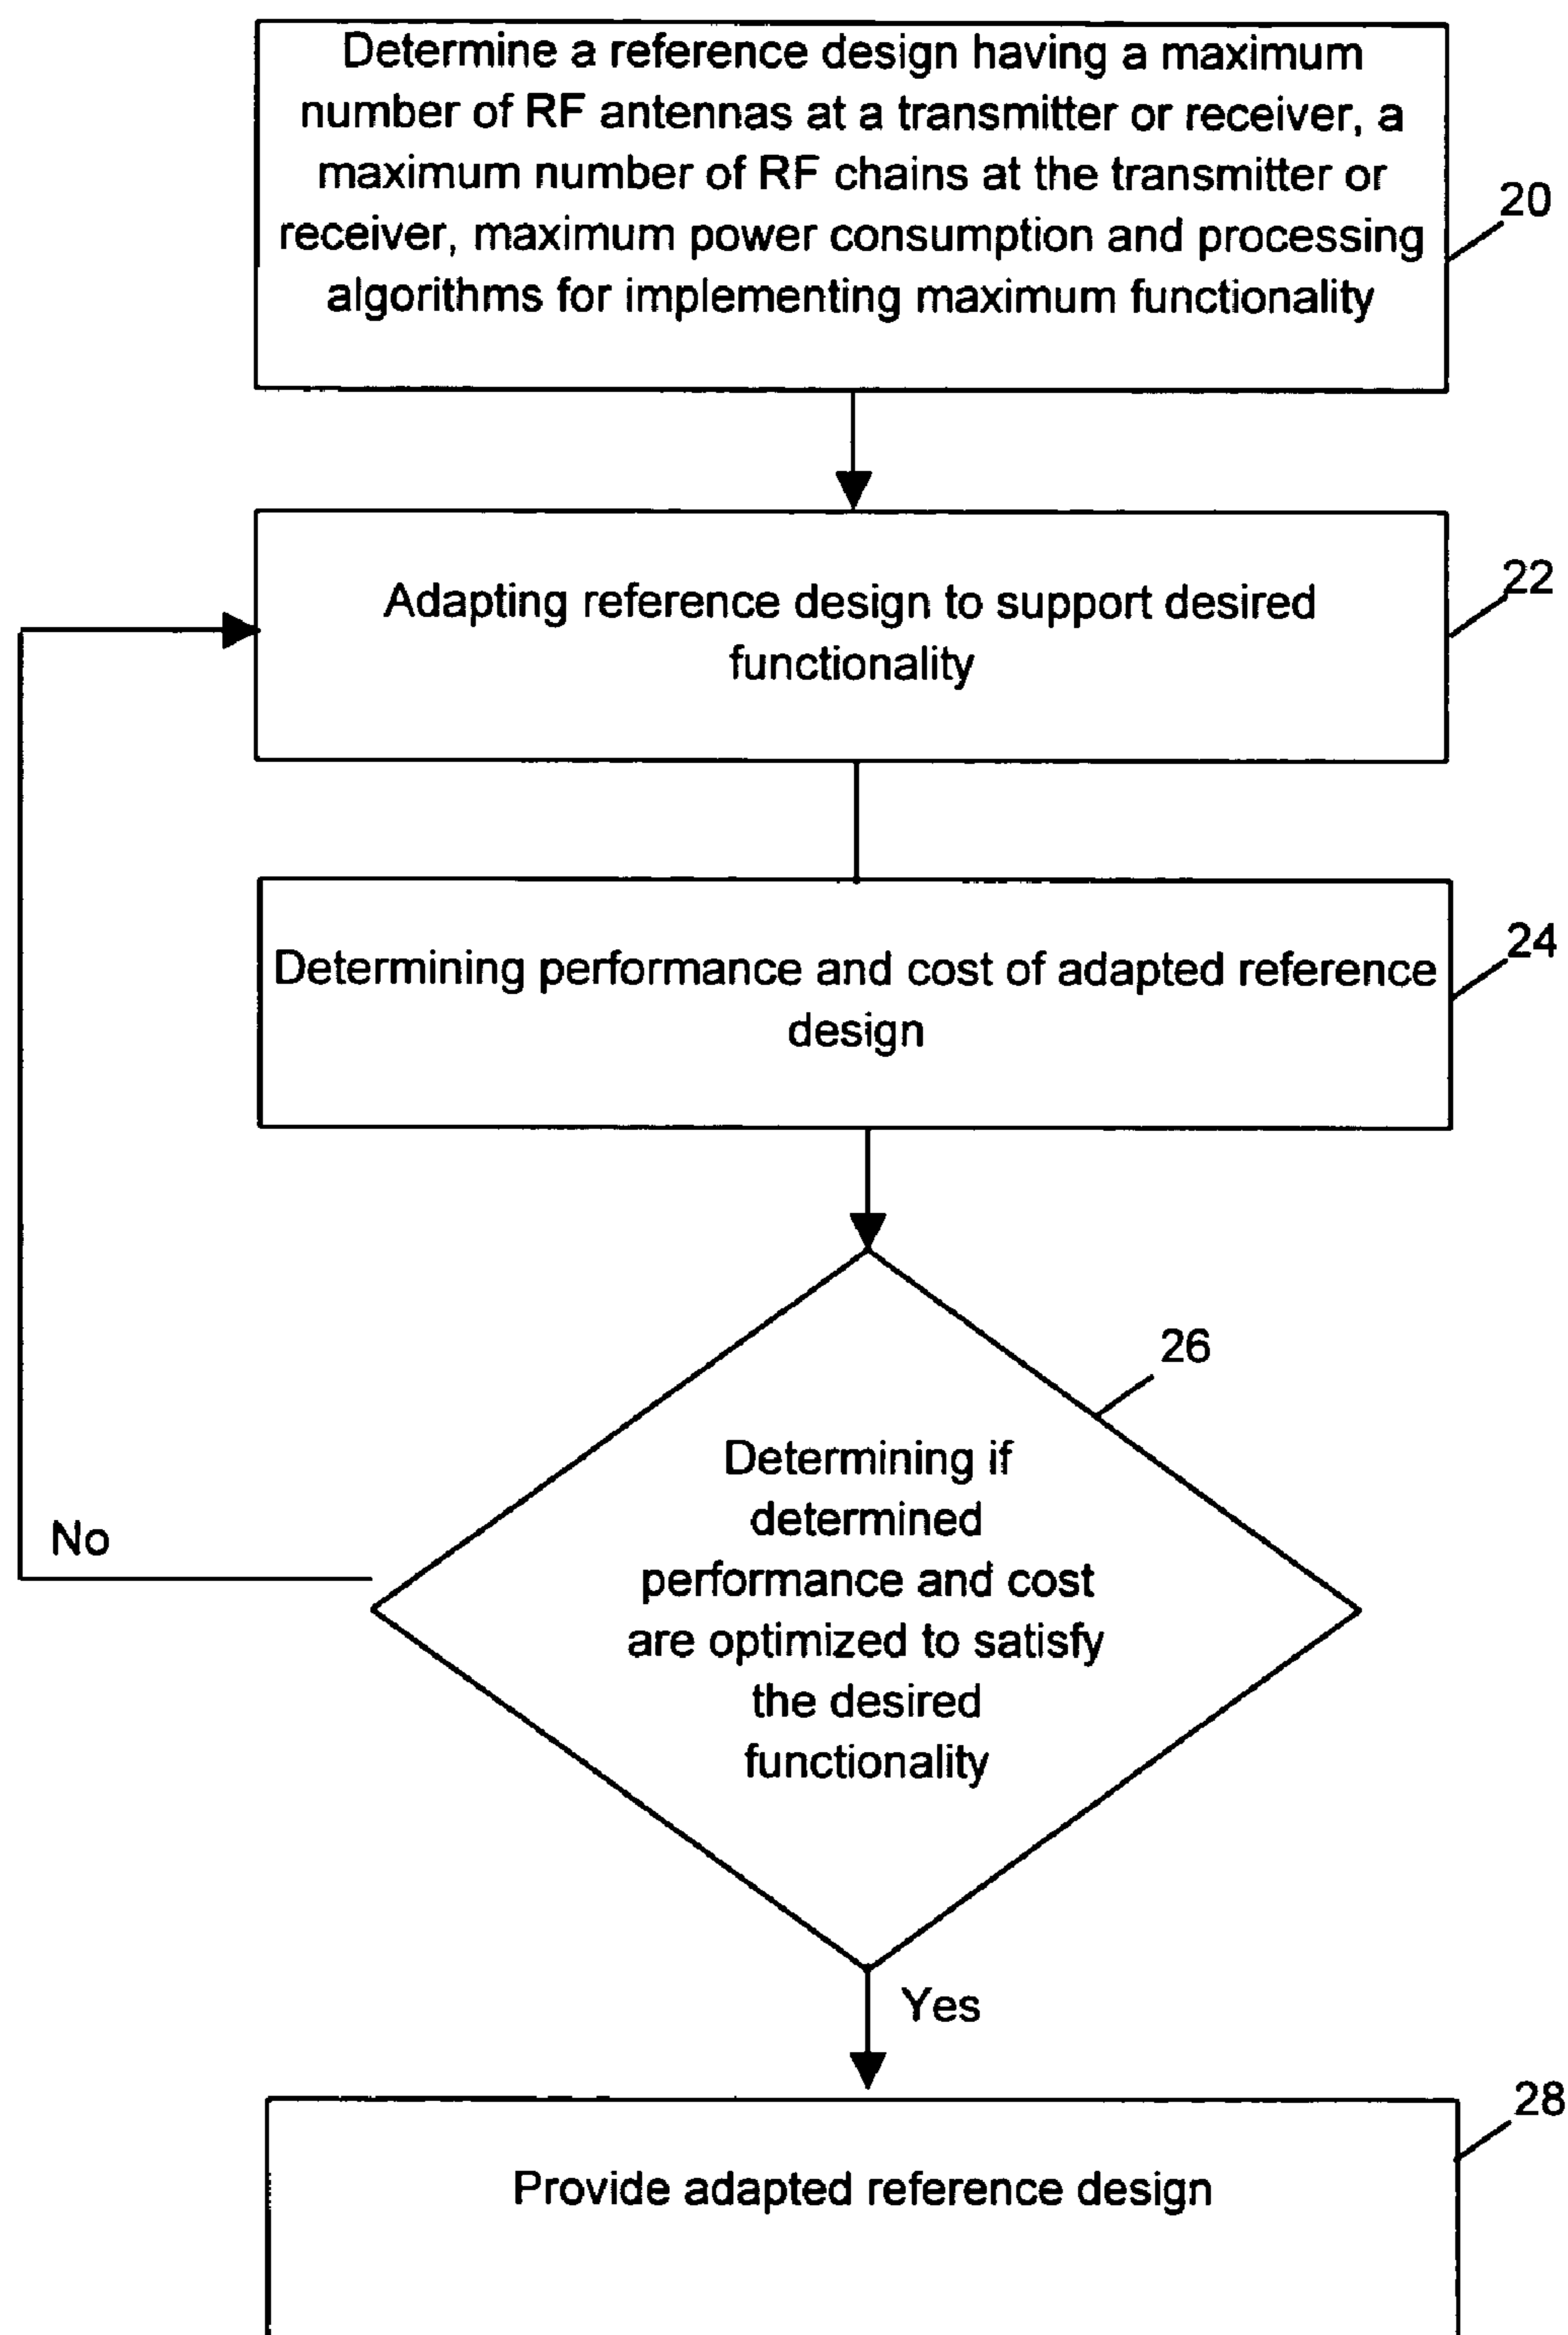 Determine a reference design having a maximum
number of RF antennas at a transmitter or receiver, a
maximum number of RF chains at the transmitter or
receiver, maximum power consumption and processing
algorithms for implementing maximum functionality
20
Adapting reference design to support desired
functionality
22
Determining performance and cost of adapted reference
design
24
26
Determining if
determined
performance and cost
are optimized to satisfy
the desired
functionality
No
Yes
28
Provide adapted reference design